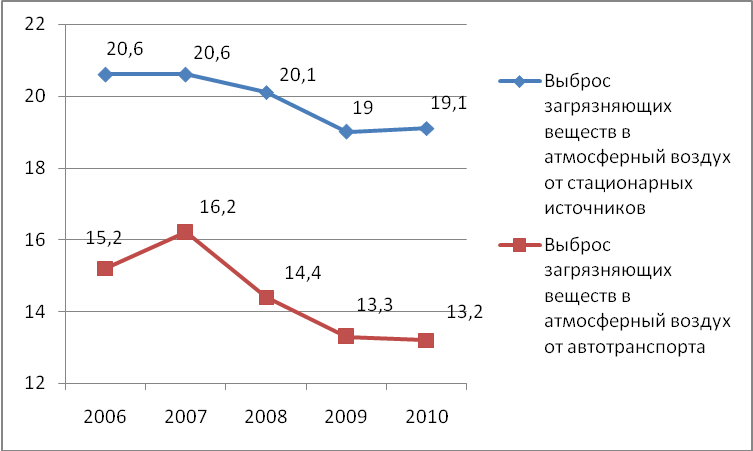 22
20
18
16
14
12
20,6
20,6
20,1
19
19,1
15,2
16,2
14,4
13,3
13,2
2006
2007
2008
2009
2010
Выброс
загрязняющих
веществ в
атмосферный воздух
от стационарных
источников
Выброс
загрязняющих
веществ в
атмосферный воздух
от автотранспорта